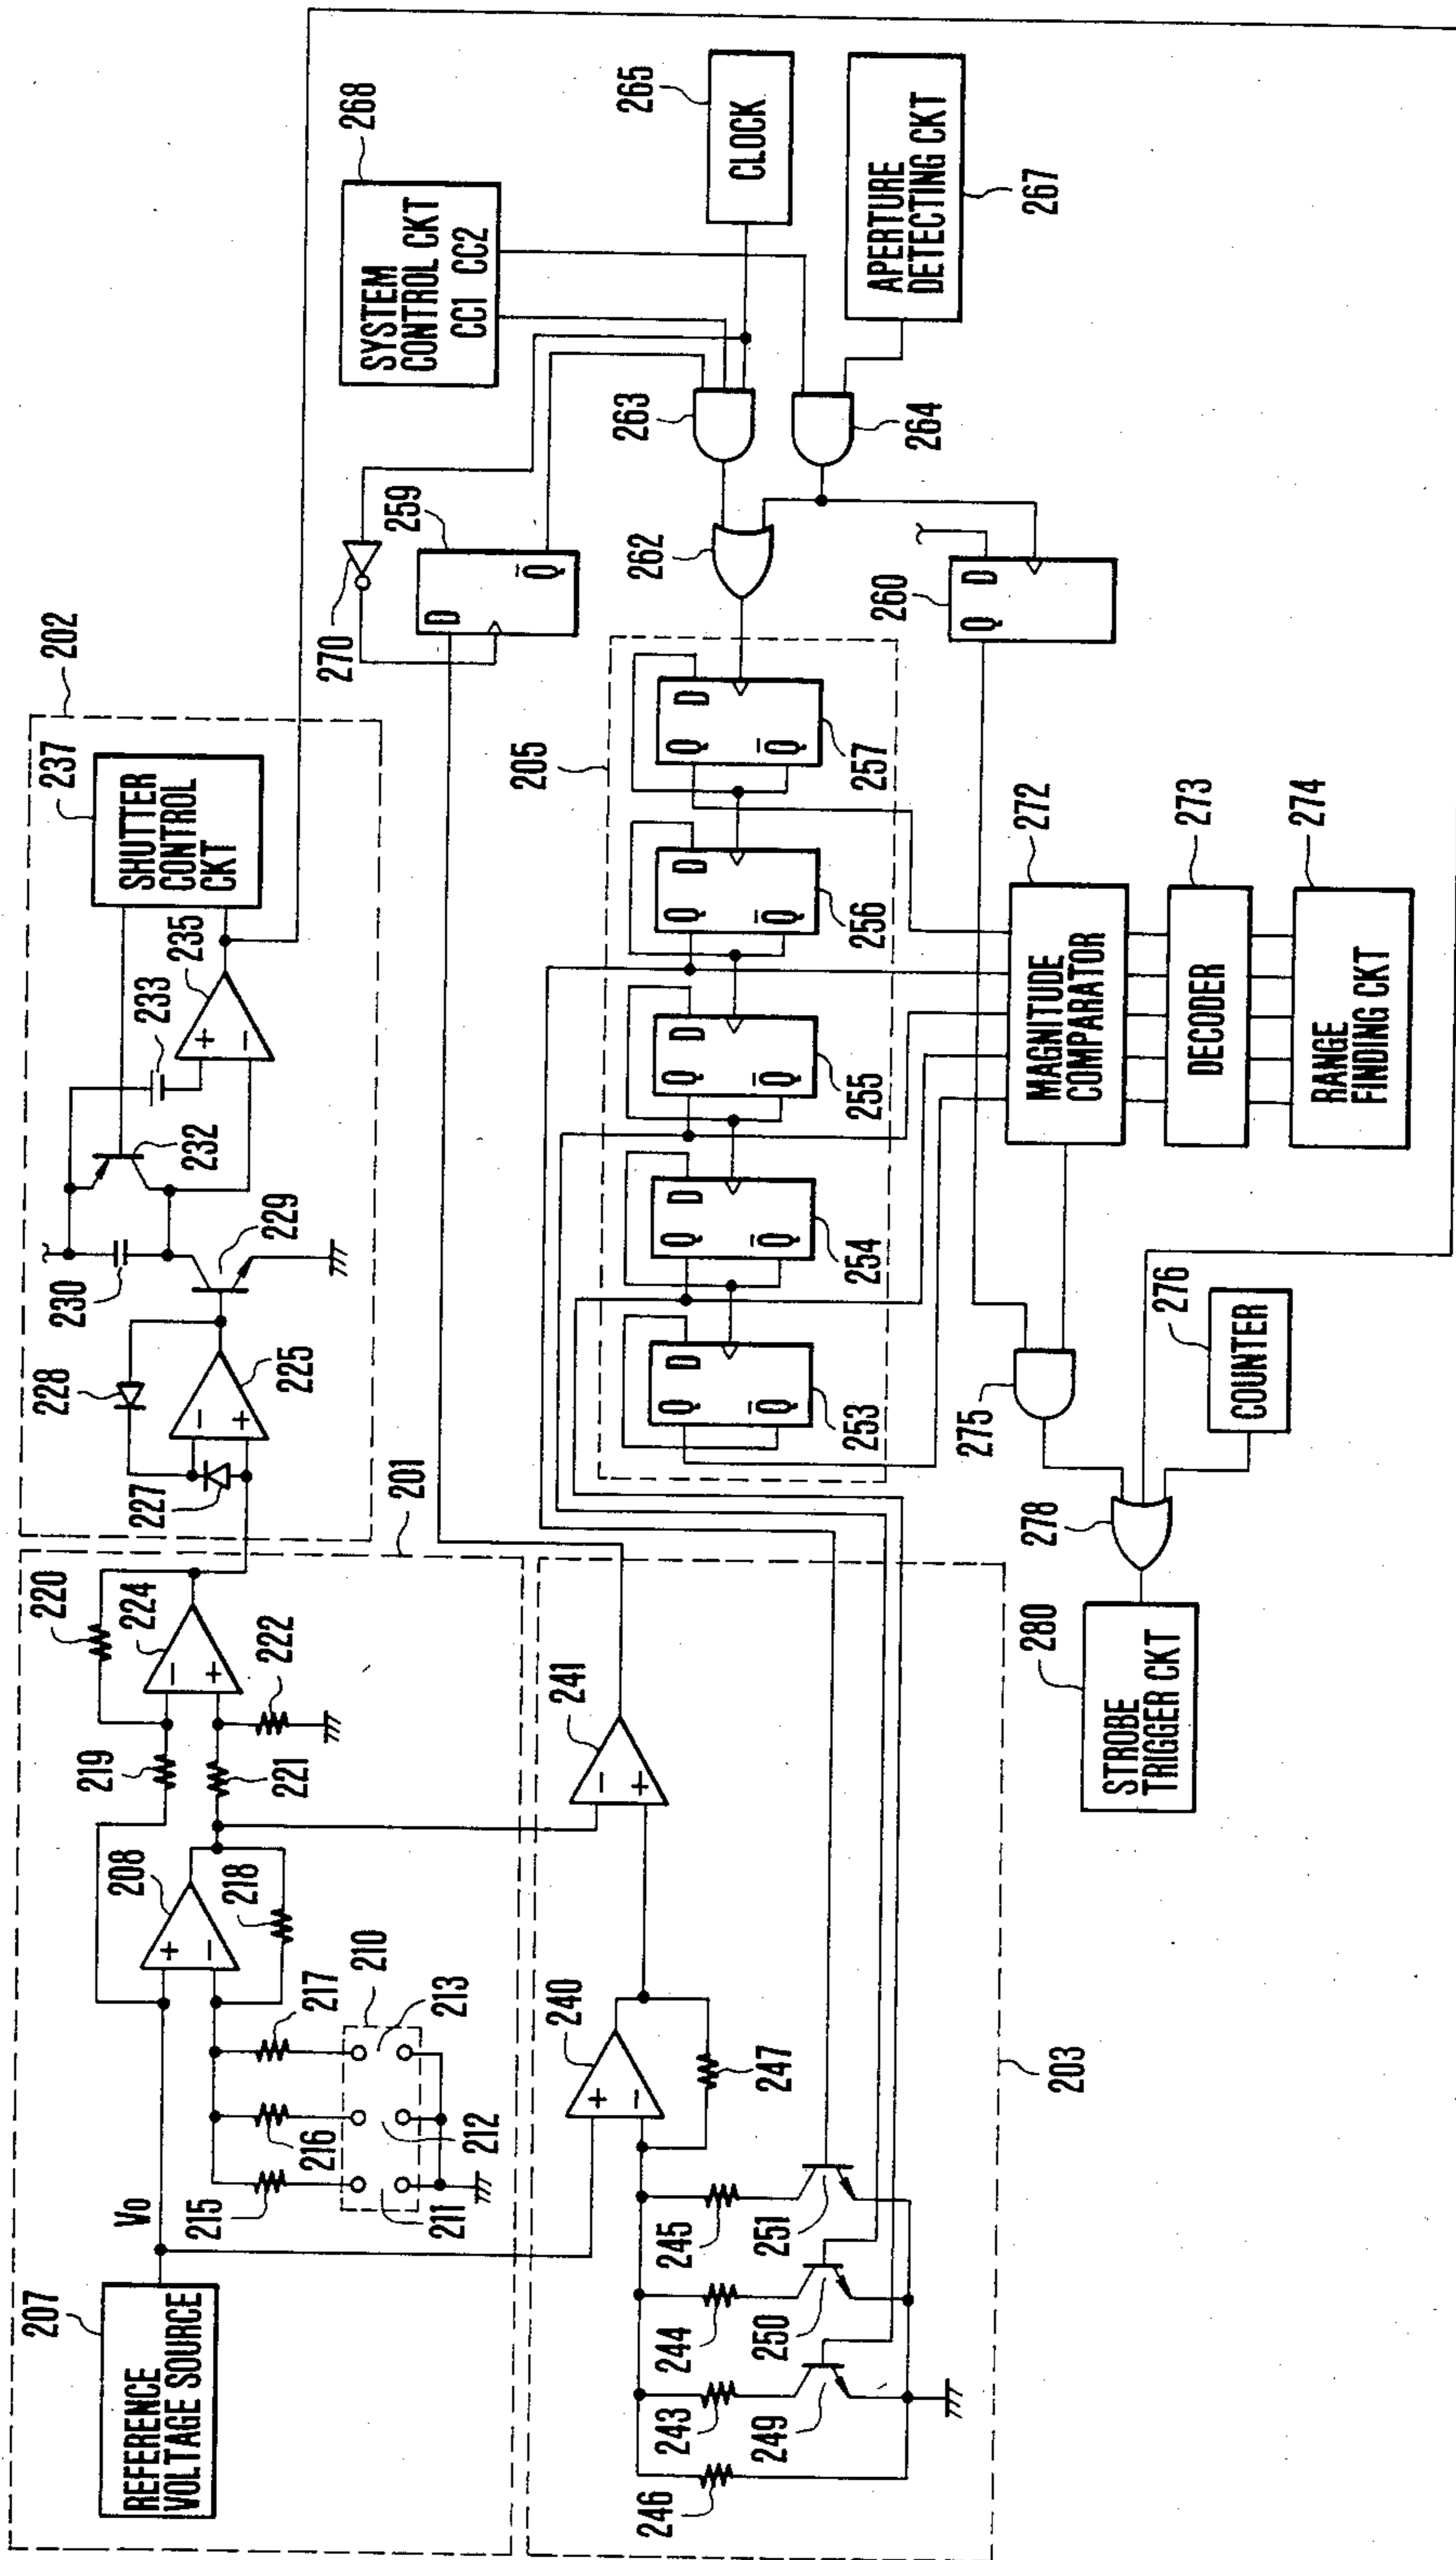 207
REFERENCE
VOLTAGE SOURCE
V0
208
210
211
212
213
215
216
217
218
219
220
221
222
224
+
−
−
+
201
202
225
227
228
229
230
232
233
235
237
−
+
+
−
SHUTTER
CONTROL
CKT
203
240
241
243
244
245
246
247
249
250
251
+
−
−
+
205
253
Q D
Q̄
254
Q D
Q̄
255
Q D
Q̄
256
Q D
Q̄
257
Q D
Q̄
270
259
D
Q̄
268
SYSTEM
CONTROL CKT
CC1 CC2
262
263
264
265
CLOCK
APERTURE
DETECTING CKT
267
260
Q D
272
MAGNITUDE
COMPARATOR
273
DECODER
274
RANGE
FINDING CKT
275
276
COUNTER
278
280
STROBE
TRIGGER CKT